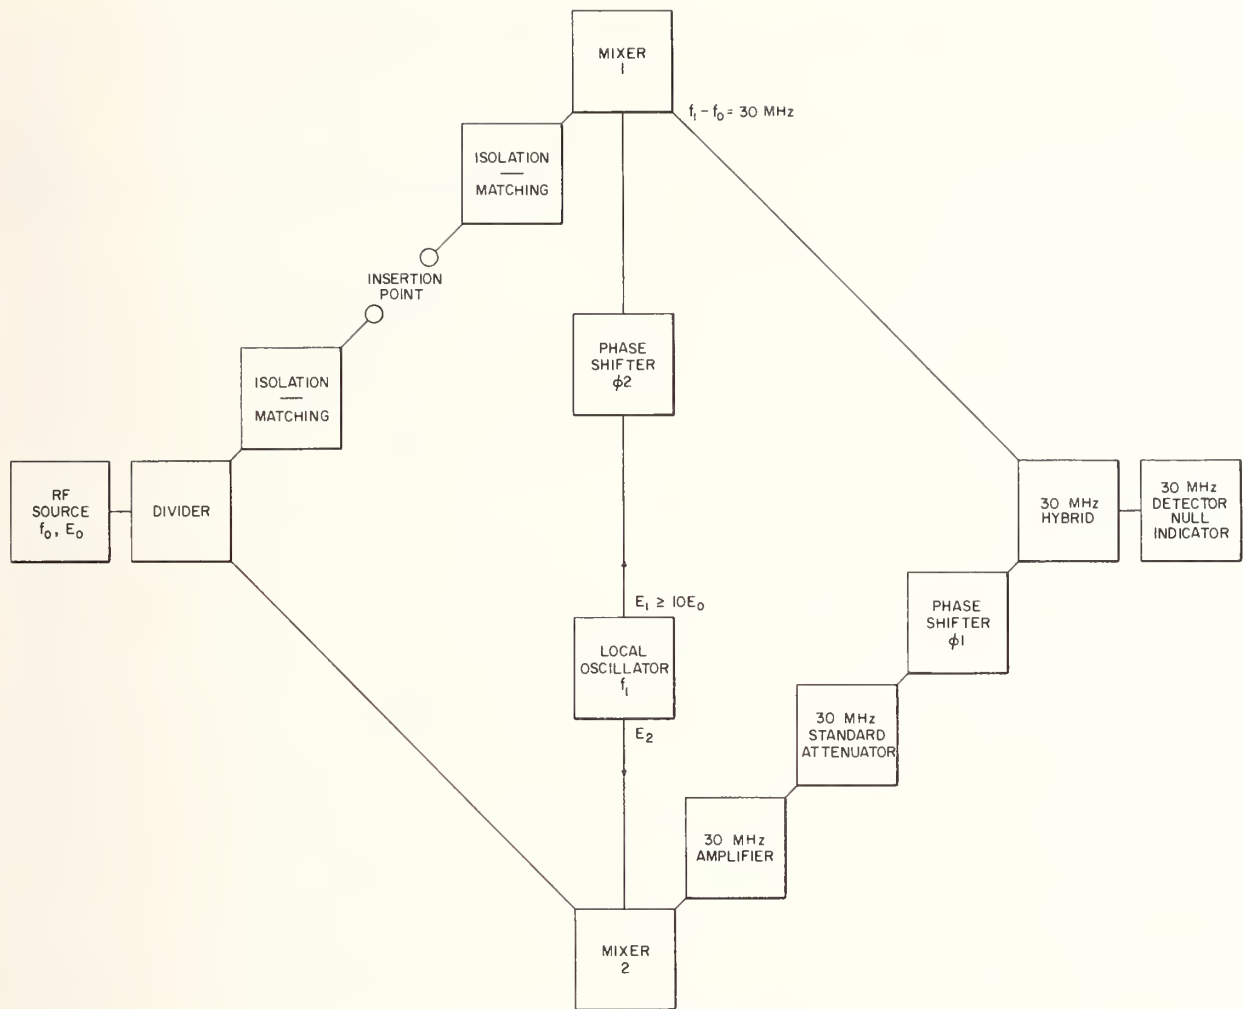 MIXER
1
f₁ – f₀ = 30 MHz
ISOLATION
MATCHING
INSERTION
POINT
PHASE
SHIFTER
ϕ2
ISOLATION
MATCHING
RF
SOURCE
f₀, E₀
DIVIDER
30 MHz
HYBRID
30 MHz
DETECTOR
NULL
INDICATOR
E₁ ≥ 10E₀
LOCAL
OSCILLATOR
f₁
E₂
PHASE
SHIFTER
ϕ1
30 MHz
STANDARD
ATTENUATOR
30 MHz
AMPLIFIER
MIXER
2